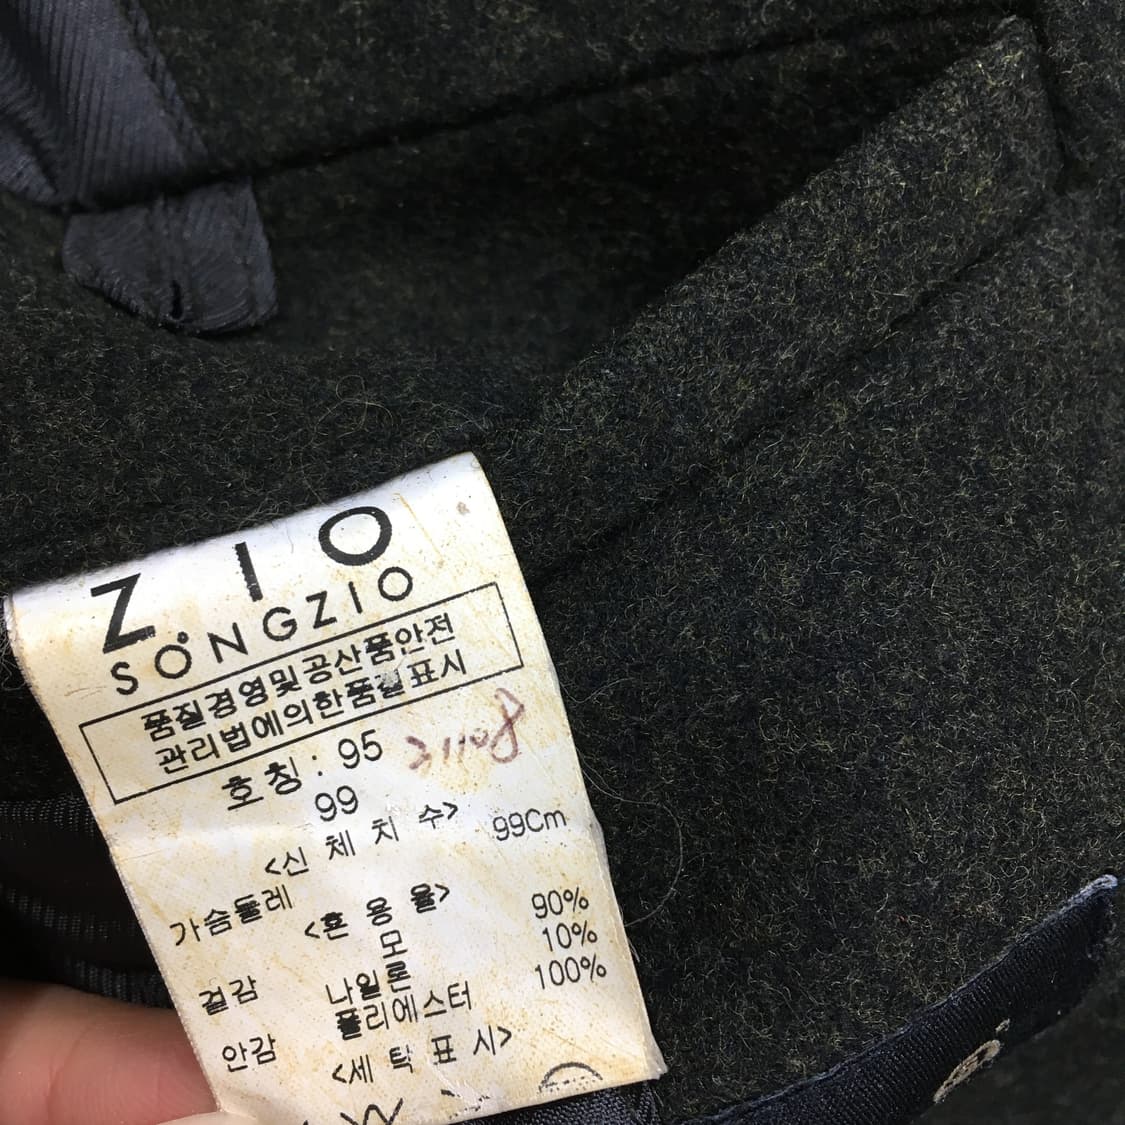 ZIO
SONGZIO
품질경영및공산품안전
관리법에의한품질표시
호칭 : 95
99
<신 체 치 수>
가슴둘레 99Cm
<혼 용 율>
겉감 모 90%
나일론 10%
안감 폴리에스터 100%
<세 탁 표 시>